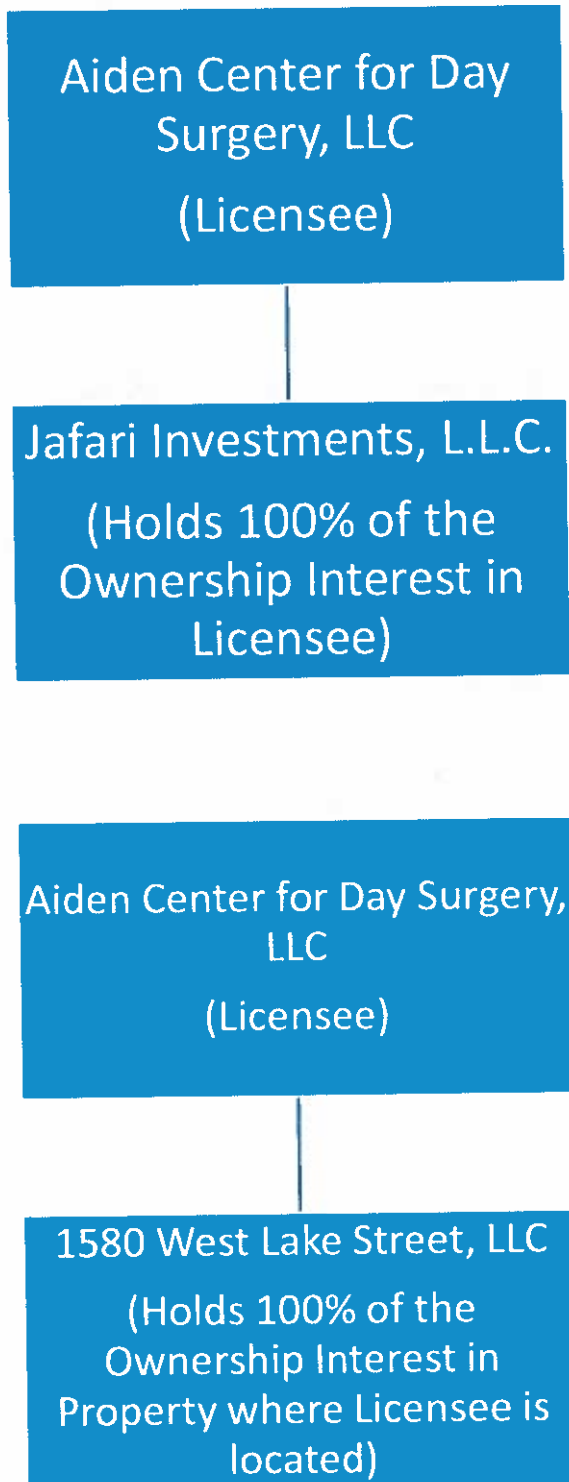 Aiden Center for Day
Surgery, LLC
(Licensee)
Jafari Investments, L.L.C.
(Holds 100% of the
Ownership Interest in
Licensee)
Aiden Center for Day Surgery,
LLC
(Licensee)
1580 West Lake Street, LLC
(Holds 100% of the
Ownership Interest in
Property where Licensee is
located)